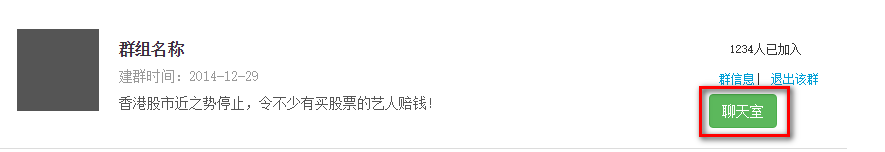 群组名称
1234人已加入
建群时间：2014-12-29
群信息| 退出该群
香港股市近之势停止，令不少有买股票的艺人赔钱！
聊天室